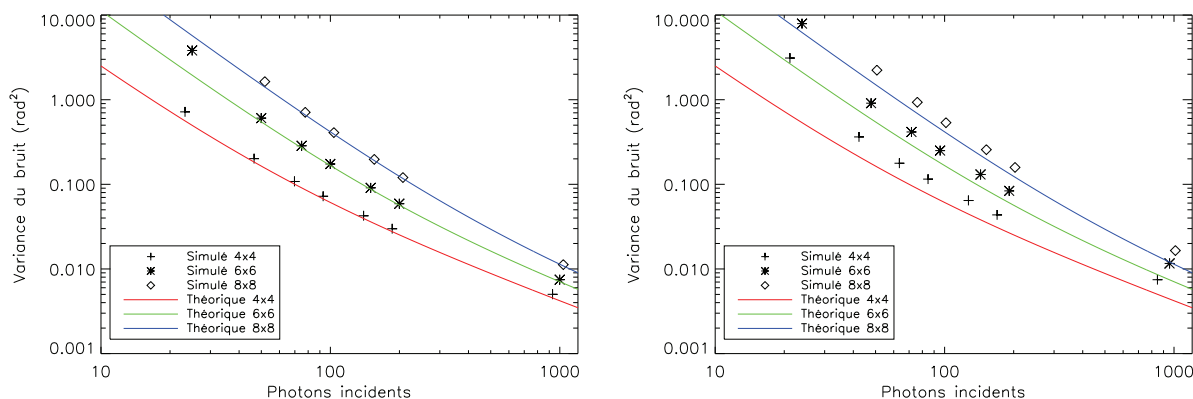 10.000
1.000
0.100
0.010
0.001
Variance du bruit (rad²)
+ Simulé 4x4
Simulé 6x6
Simulé 8x8
Théorique 4x4
Théorique 6x6
Théorique 8x8
10 100 1000
Photons incidents
10.000
1.000
0.100
0.010
0.001
Variance du bruit (rad²)
+ Simulé 4x4
Simulé 6x6
Simulé 8x8
Théorique 4x4
Théorique 6x6
Théorique 8x8
10 100 1000
Photons incidents